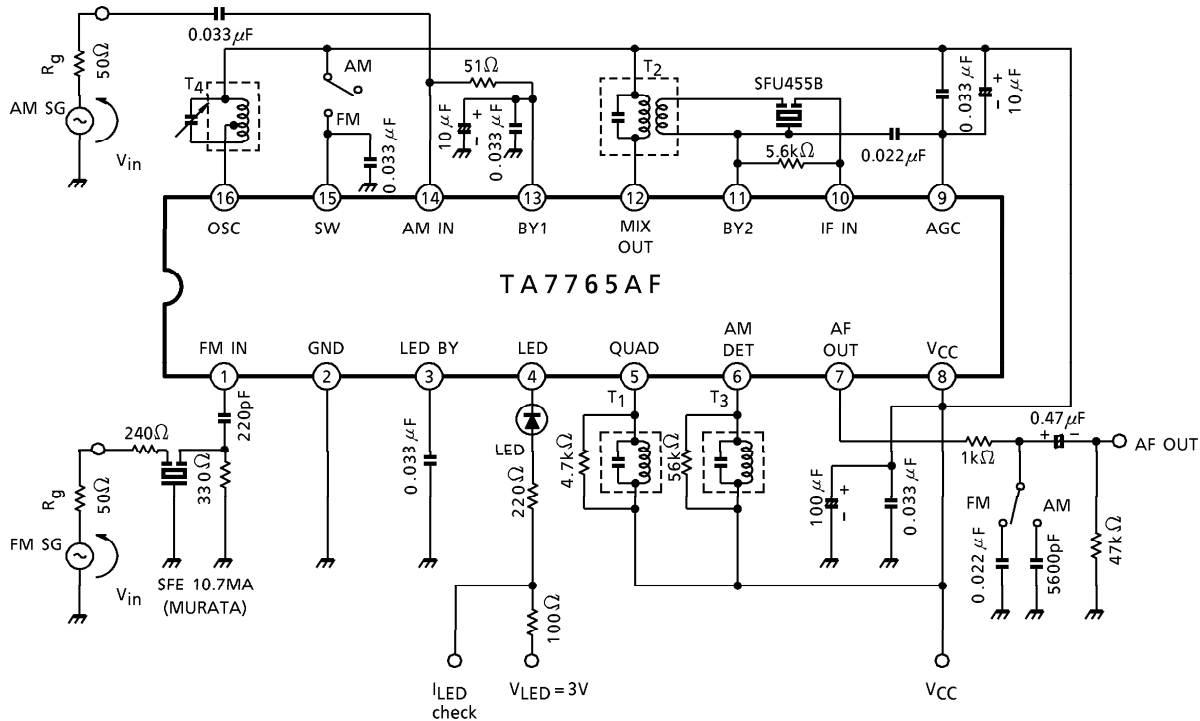 0.033μF
Rg
50Ω
AM SG
Vin
T4
AM
FM
0.033μF
51Ω
10μF
+
-
0.033μF
T2
SFU455B
5.6kΩ
0.022μF
0.033μF
10μF
+
-
16 15 14 13 12 11 10 9
OSC SW AM IN BY1 MIX OUT BY2 IF IN AGC
TA7765AF
FM IN GND LED BY LED QUAD AM DET AF OUT VCC
1 2 3 4 5 6 7 8
220pF
240Ω
Rg
50Ω
330Ω
FM SG
Vin
SFE 10.7MA
(MURATA)
0.033μF
LED
220Ω
100Ω
ILED
check
VLED=3V
T1
4.7kΩ
T3
56kΩ
100μF
+
-
0.033μF
1kΩ
0.47μF
+ -
AF OUT
FM
AM
0.022μF
5600pF
47kΩ
VCC